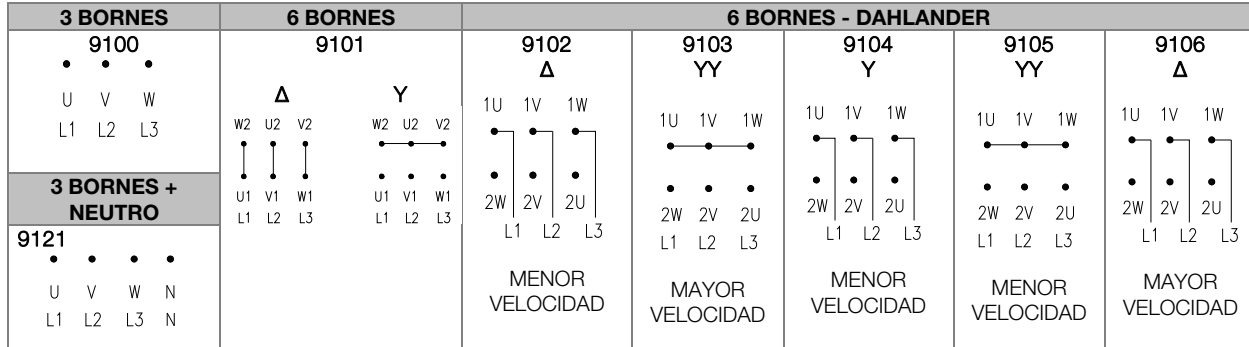 3 BORNES
9100
U V W
L1 L2 L3
3 BORNES +
NEUTRO
9121
U V W N
L1 L2 L3 N
6 BORNES
9101
Δ Y
W2 U2 V2 W2 U2 V2
U1 V1 W1 U1 V1 W1
L1 L2 L3 L1 L2 L3
6 BORNES - DAHLANDER
9102
Δ
1U 1V 1W
2W 2V 2U
L1 L2 L3
MENOR
VELOCIDAD
9103
YY
1U 1V 1W
2W 2V 2U
L1 L2 L3
MAYOR
VELOCIDAD
9104
Y
1U 1V 1W
2W 2V 2U
L1 L2 L3
MENOR
VELOCIDAD
9105
YY
1U 1V 1W
2W 2V 2U
L1 L2 L3
MENOR
VELOCIDAD
9106
Δ
1U 1V 1W
2W 2V 2U
L1 L2 L3
MAYOR
VELOCIDAD